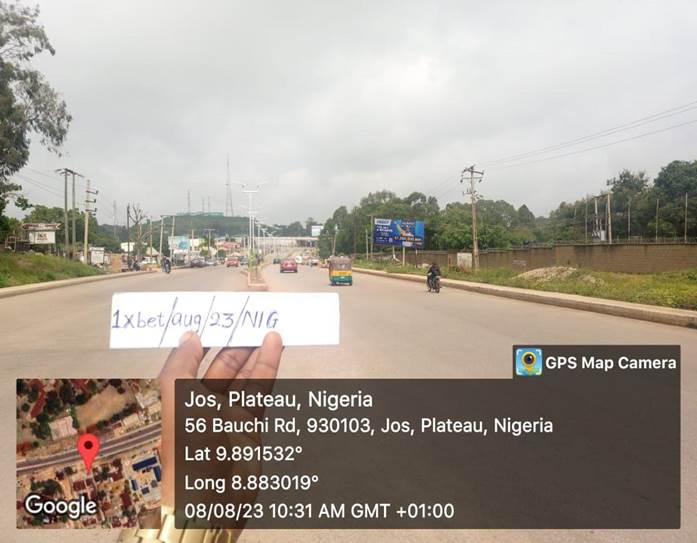 1xbet/aug/23/NIG
GPS Map Camera
Jos, Plateau, Nigeria
56 Bauchi Rd, 930103, Jos, Plateau, Nigeria
Lat 9.891532°
Long 8.883019°
08/08/23 10:31 AM GMT +01:00
Google